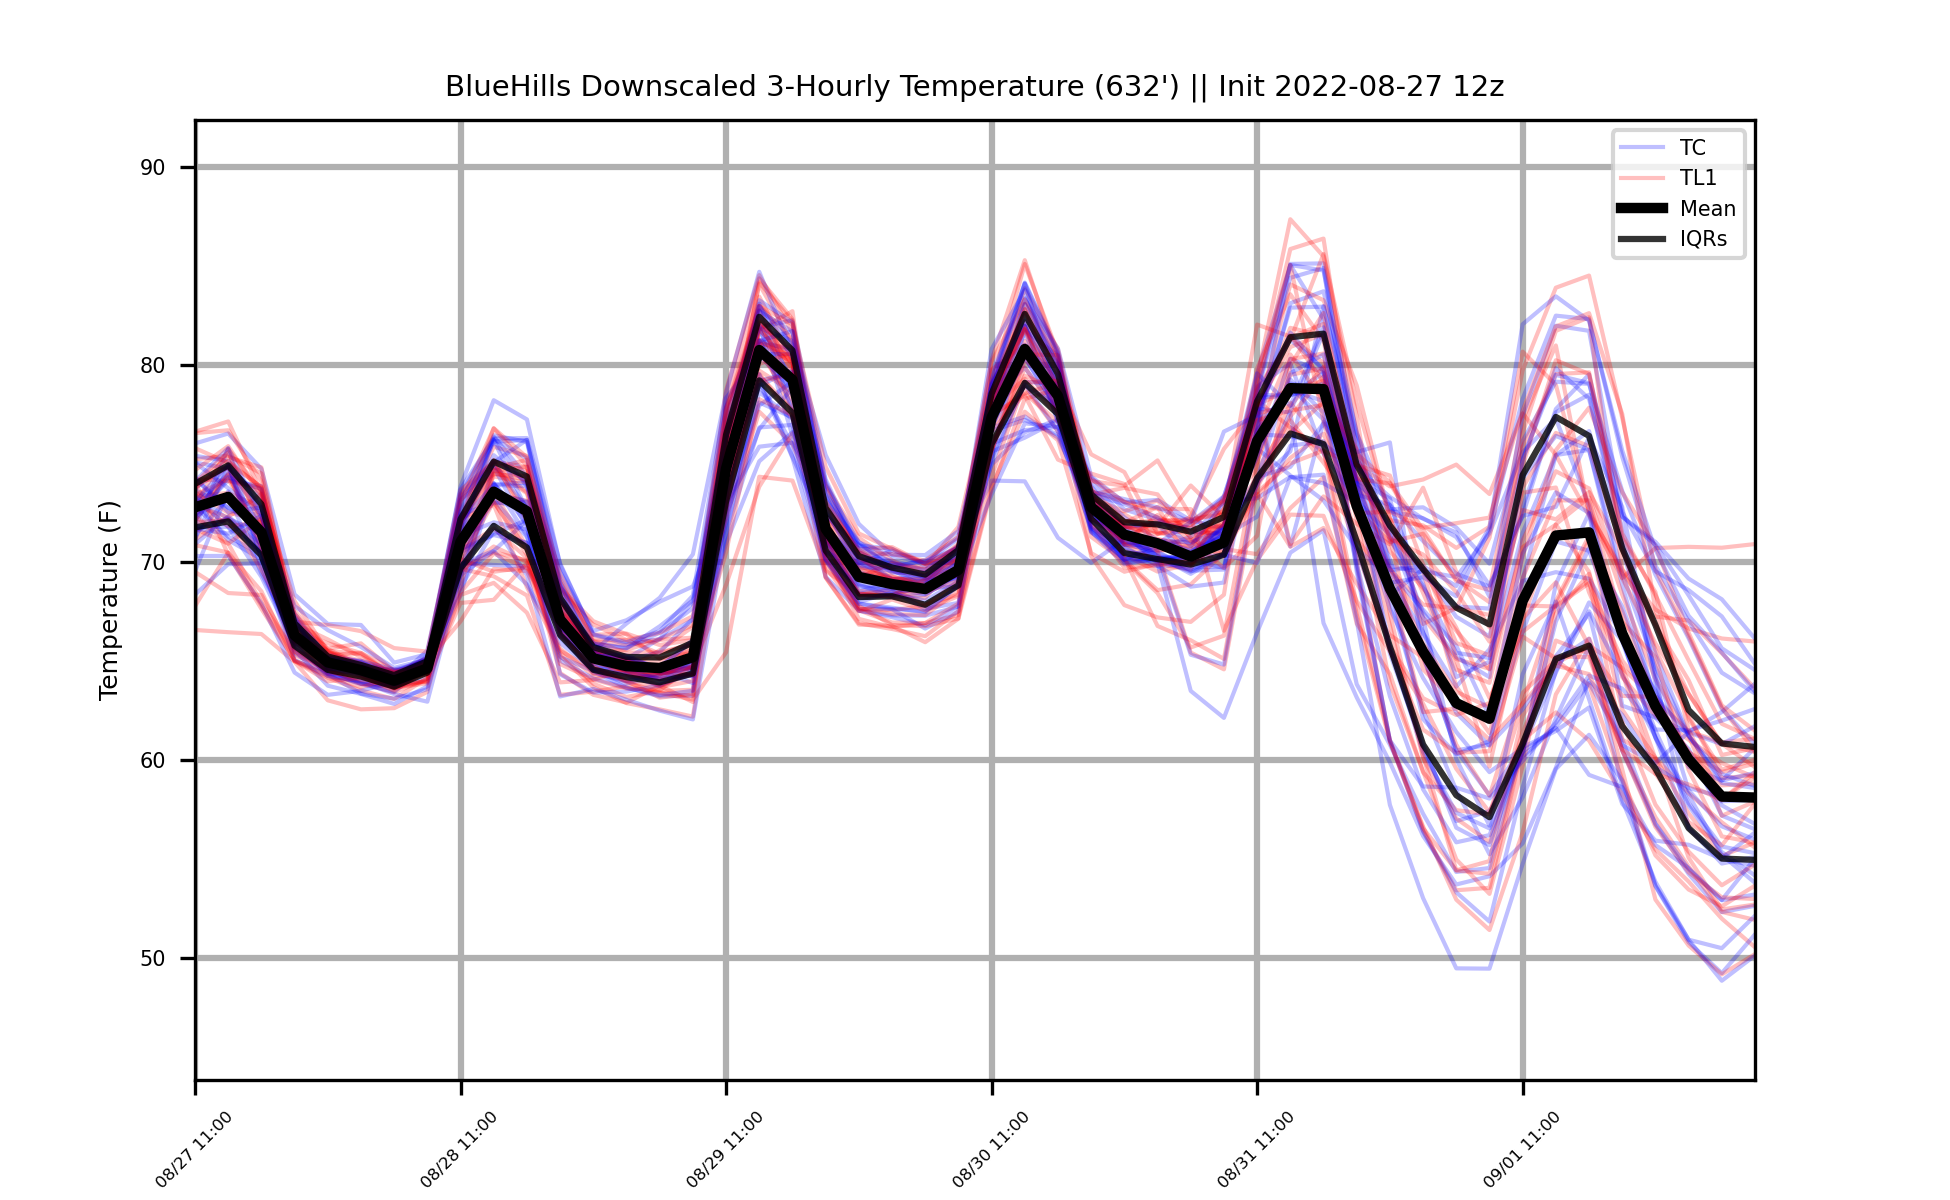 BlueHills Downscaled 3-Hourly Temperature (632') || Init 2022-08-27 12z
TC
TL1
Mean
IQRs
Temperature (F)
90
80
70
60
50
08/27 11:00
08/28 11:00
08/29 11:00
08/30 11:00
08/31 11:00
09/01 11:00